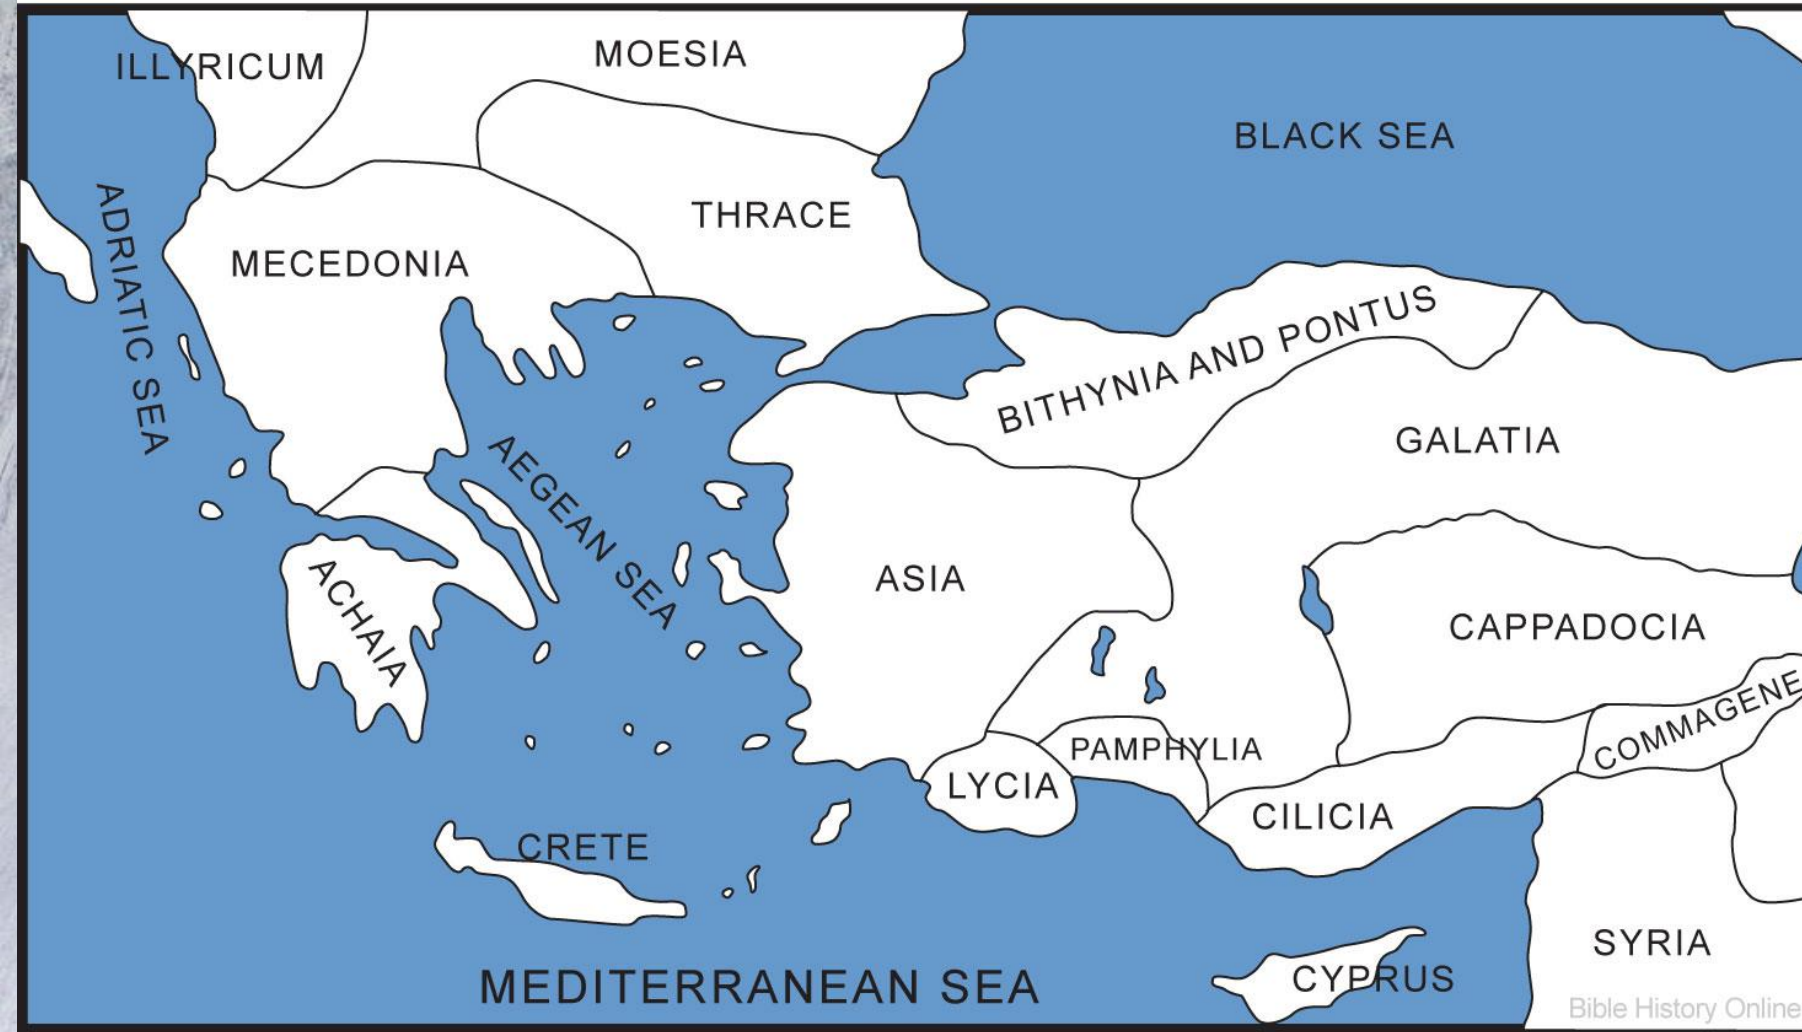 ILLYRICUM
MOESIA
BLACK SEA
THRACE
ADRIATIC SEA
MECEDONIA
BITHYNIA AND PONTUS
GALATIA
AEGEAN SEA
ASIA
ACHAIA
CAPPADOCIA
COMMAGENE
PAMPHYLIA
LYCIA
CILICIA
CRETE
SYRIA
CYPRUS
MEDITERRANEAN SEA
Bible History Online